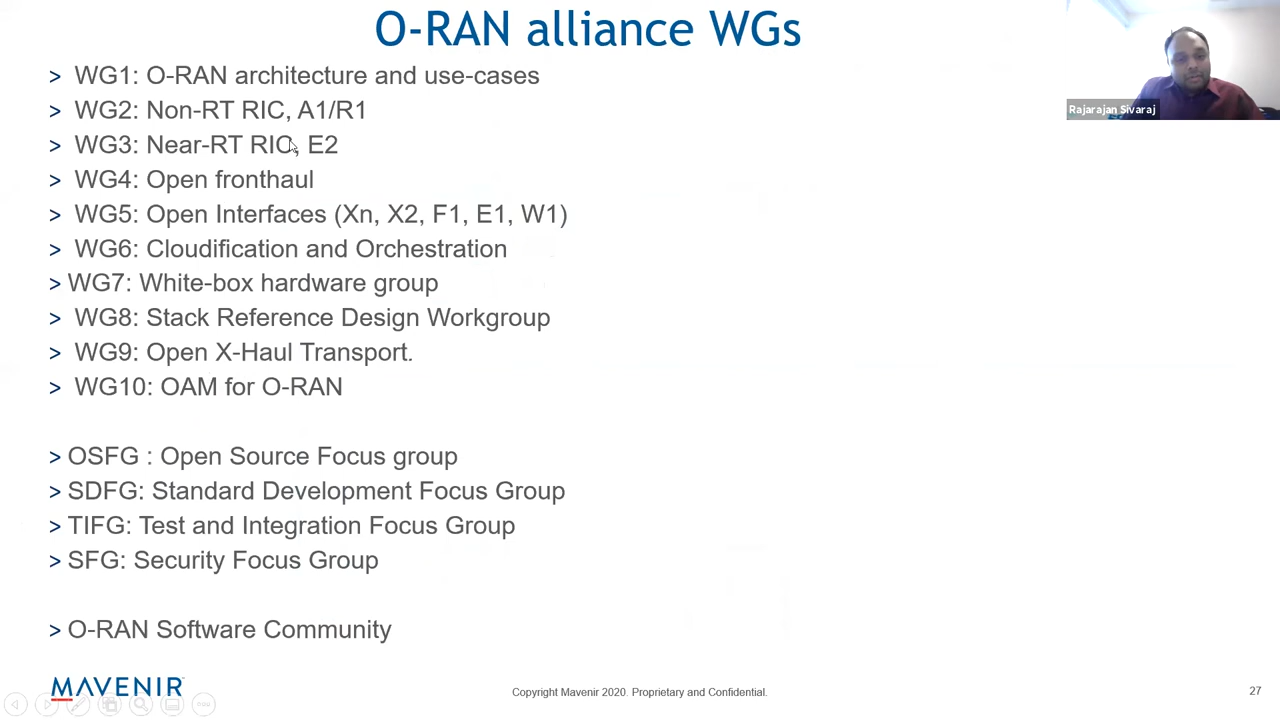 O-RAN alliance WGs
> WG1: O-RAN architecture and use-cases
> WG2: Non-RT RIC, A1/R1
> WG3: Near-RT RIC, E2
> WG4: Open fronthaul
> WG5: Open Interfaces (Xn, X2, F1, E1, W1)
> WG6: Cloudification and Orchestration
> WG7: White-box hardware group
> WG8: Stack Reference Design Workgroup
> WG9: Open X-Haul Transport.
> WG10: OAM for O-RAN
> OSFG : Open Source Focus group
> SDFG: Standard Development Focus Group
> TIFG: Test and Integration Focus Group
> SFG: Security Focus Group
> O-RAN Software Community
Rajarajan Sivaraj
MAVENIR
Copyright Mavenir 2020. Proprietary and Confidential.
27